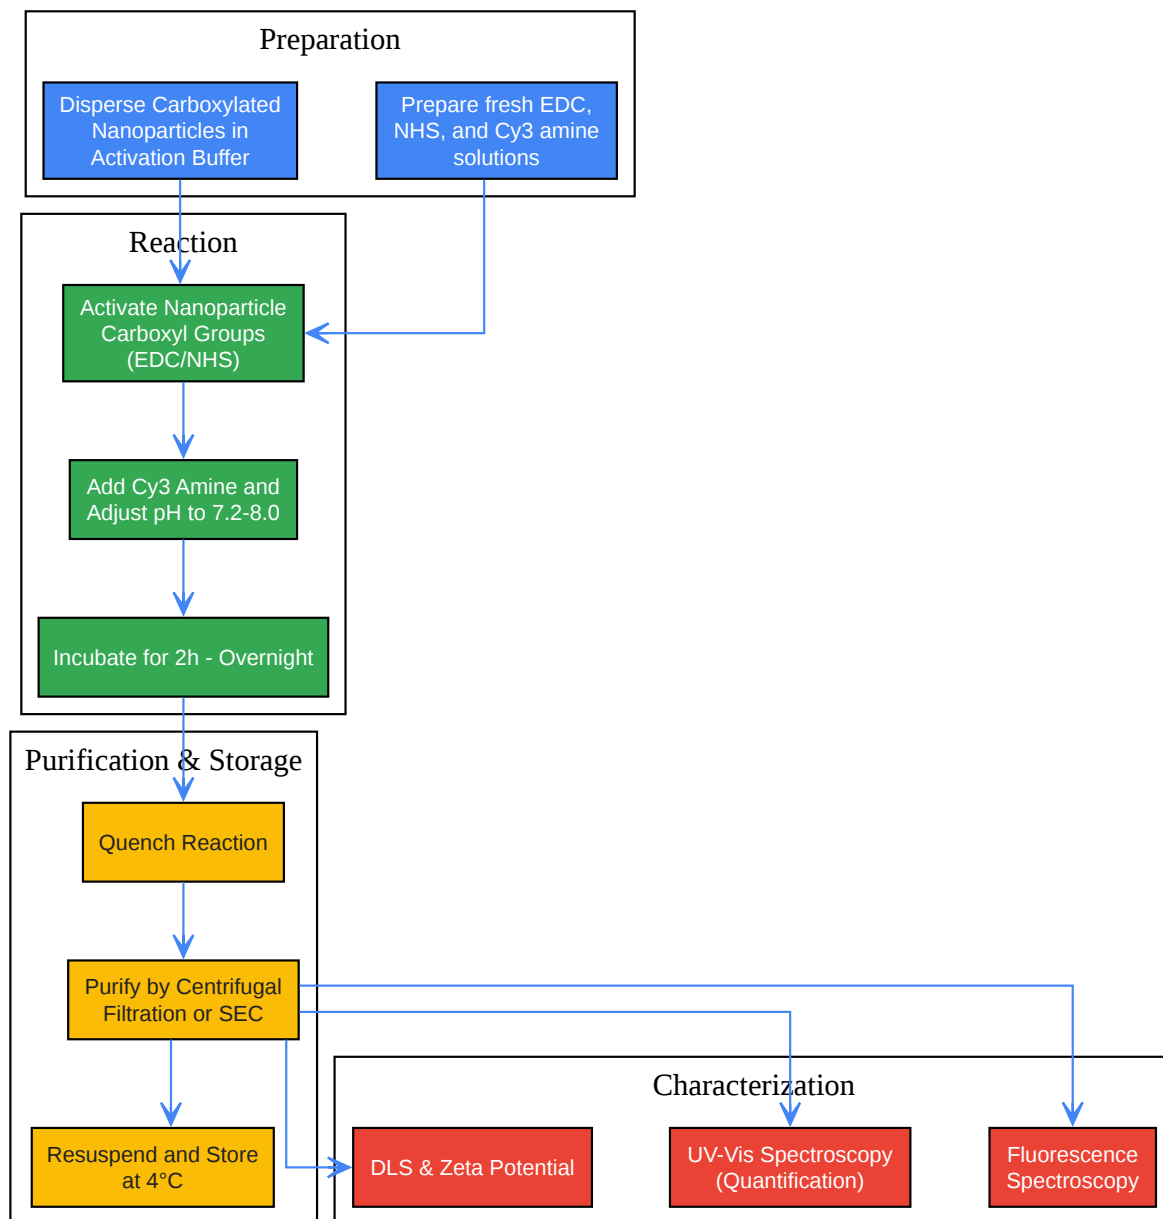 Preparation
Disperse Carboxylated
Nanoparticles in
Activation Buffer
Prepare fresh EDC,
NHS, and Cy3 amine
solutions
Reaction
Activate Nanoparticle
Carboxyl Groups
(EDC/NHS)
Add Cy3 Amine and
Adjust pH to 7.2-8.0
Incubate for 2h - Overnight
Purification & Storage
Quench Reaction
Purify by Centrifugal
Filtration or SEC
Resuspend and Store
at 4°C
Characterization
DLS & Zeta Potential
UV-Vis Spectroscopy
(Quantification)
Fluorescence
Spectroscopy